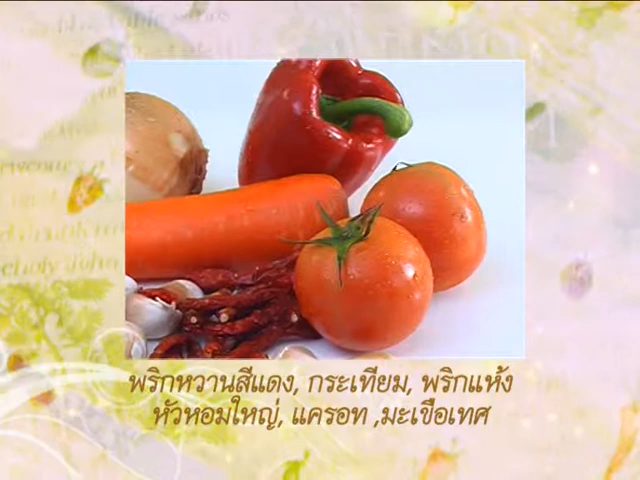 พริกหวานสีแดง, กระเทียม, พริกแห้ง
หัวหอมใหญ่, แครอท ,มะเขือเทศ